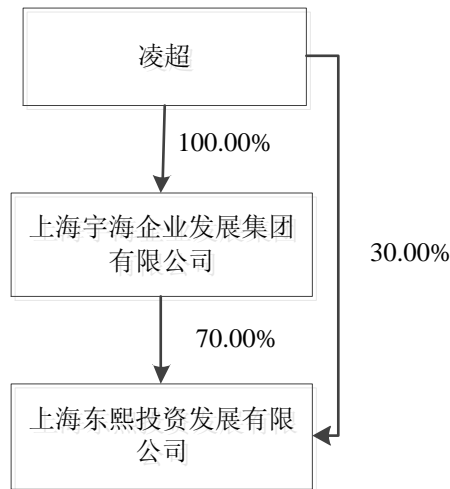 凌超
100.00%
上海宇海企业发展集团
有限公司
30.00%
70.00%
上海东熙投资发展有限
公司